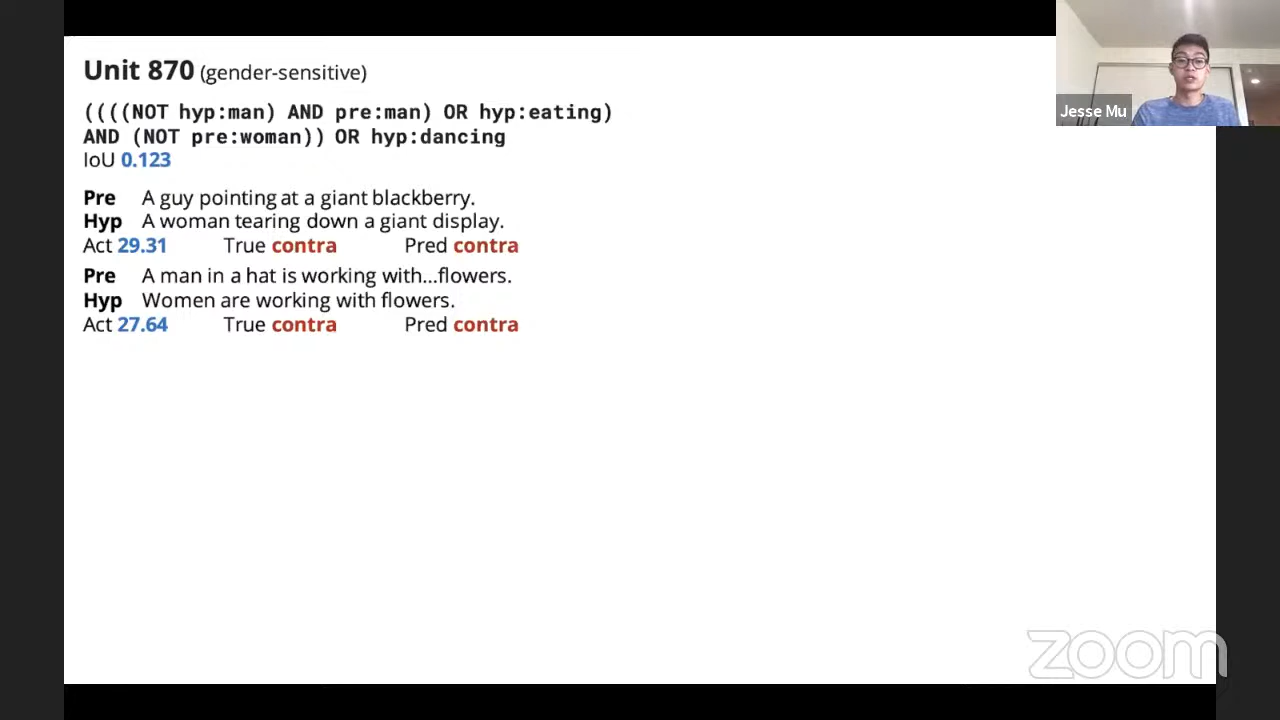 Unit 870 (gender-sensitive)
((((NOT hyp:man) AND pre:man) OR hyp:eating)
AND (NOT pre:woman)) OR hyp:dancing
IoU 0.123
Pre A guy pointing at a giant blackberry.
Hyp A woman tearing down a giant display.
Act 29.31 True contra Pred contra
Pre A man in a hat is working with...flowers.
Hyp Women are working with flowers.
Act 27.64 True contra Pred contra
Jesse Mu
zoom